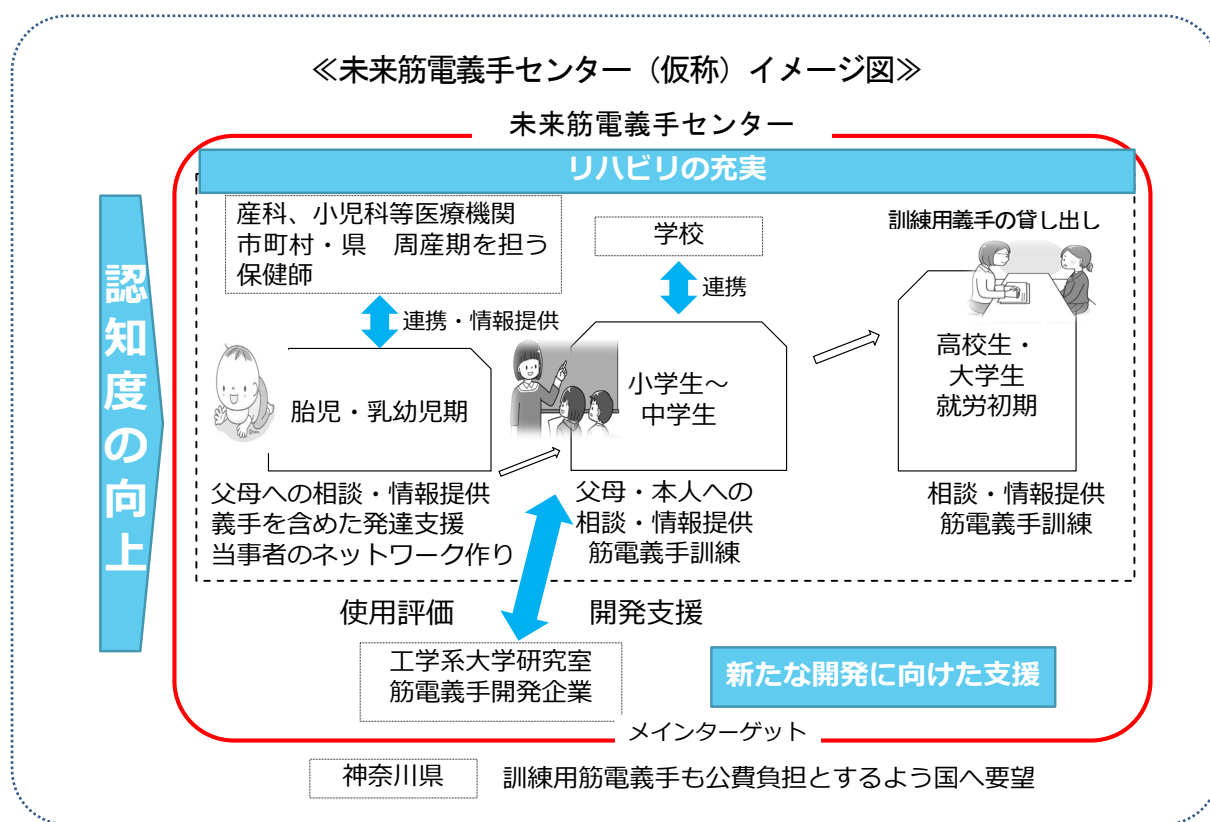 ≪未来筋電義手センター（仮称）イメージ図≫
未来筋電義手センター
リハビリの充実
認知度の向上
産科、小児科等医療機関
市町村・県　周産期を担う
保健師
連携・情報提供
胎児・乳幼児期
父母への相談・情報提供
義手を含めた発達支援
当事者のネットワーク作り
学校
連携
小学生～
中学生
父母・本人への
相談・情報提供
筋電義手訓練
訓練用義手の貸し出し
高校生・
大学生
就労初期
相談・情報提供
筋電義手訓練
使用評価
開発支援
工学系大学研究室
筋電義手開発企業
新たな開発に向けた支援
メインターゲット
神奈川県
訓練用筋電義手も公費負担とするよう国へ要望